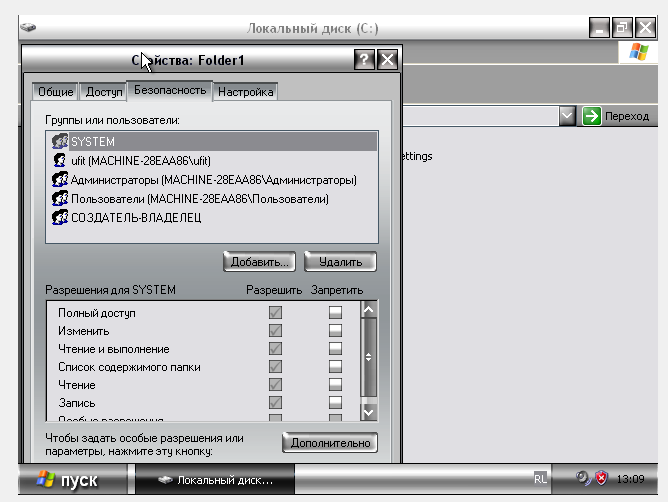 Локальный диск (C:)
Свойства: Folder1
Общие Доступ Безопасность Настройка
Переход
Группы или пользователи:
ettings
SYSTEM
ufit (MACHINE-28EAA86\ufit)
Администраторы (MACHINE-28EAA86\Администраторы)
Пользователи (MACHINE-28EAA86\Пользователи)
СОЗДАТЕЛЬ-ВЛАДЕЛЕЦ
Добавить... Удалить
Разрешения для SYSTEM Разрешить Запретить
Полный доступ
Изменить
Чтение и выполнение
Список содержимого папки
Чтение
Запись
Особые разрешения
Чтобы задать особые разрешения или
параметры, нажмите эту кнопку:
Дополнительно
пуск Локальный диск... RL 13:09